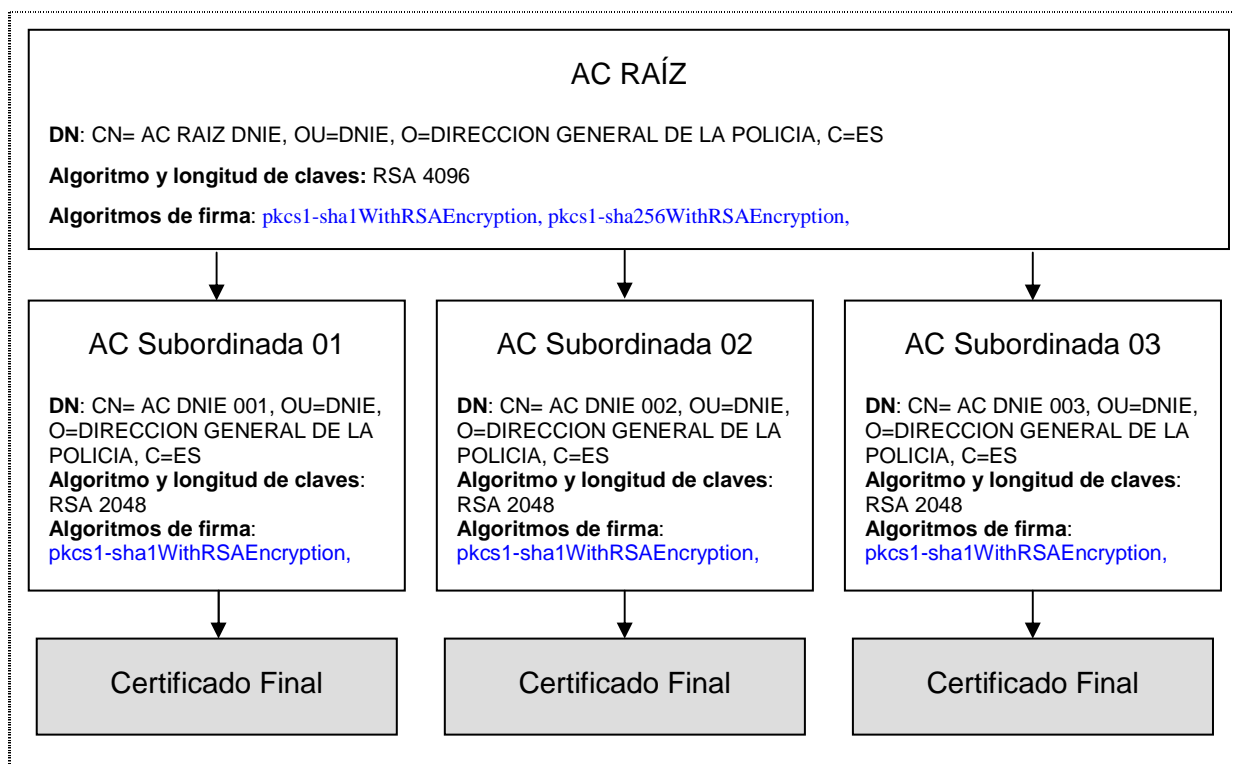 AC RAÍZ
DN: CN= AC RAIZ DNIE, OU=DNIE, O=DIRECCION GENERAL DE LA POLICIA, C=ES
Algoritmo y longitud de claves: RSA 4096
Algoritmos de firma: pkcs1-sha1WithRSAEncryption, pkcs1-sha256WithRSAEncryption,
AC Subordinada 01
DN: CN= AC DNIE 001, OU=DNIE,
O=DIRECCION GENERAL DE LA
POLICIA, C=ES
Algoritmo y longitud de claves:
RSA 2048
Algoritmos de firma:
pkcs1-sha1WithRSAEncryption,
AC Subordinada 02
DN: CN= AC DNIE 002, OU=DNIE,
O=DIRECCION GENERAL DE LA
POLICIA, C=ES
Algoritmo y longitud de claves:
RSA 2048
Algoritmos de firma:
pkcs1-sha1WithRSAEncryption,
AC Subordinada 03
DN: CN= AC DNIE 003, OU=DNIE,
O=DIRECCION GENERAL DE LA
POLICIA, C=ES
Algoritmo y longitud de claves:
RSA 2048
Algoritmos de firma:
pkcs1-sha1WithRSAEncryption,
Certificado Final
Certificado Final
Certificado Final